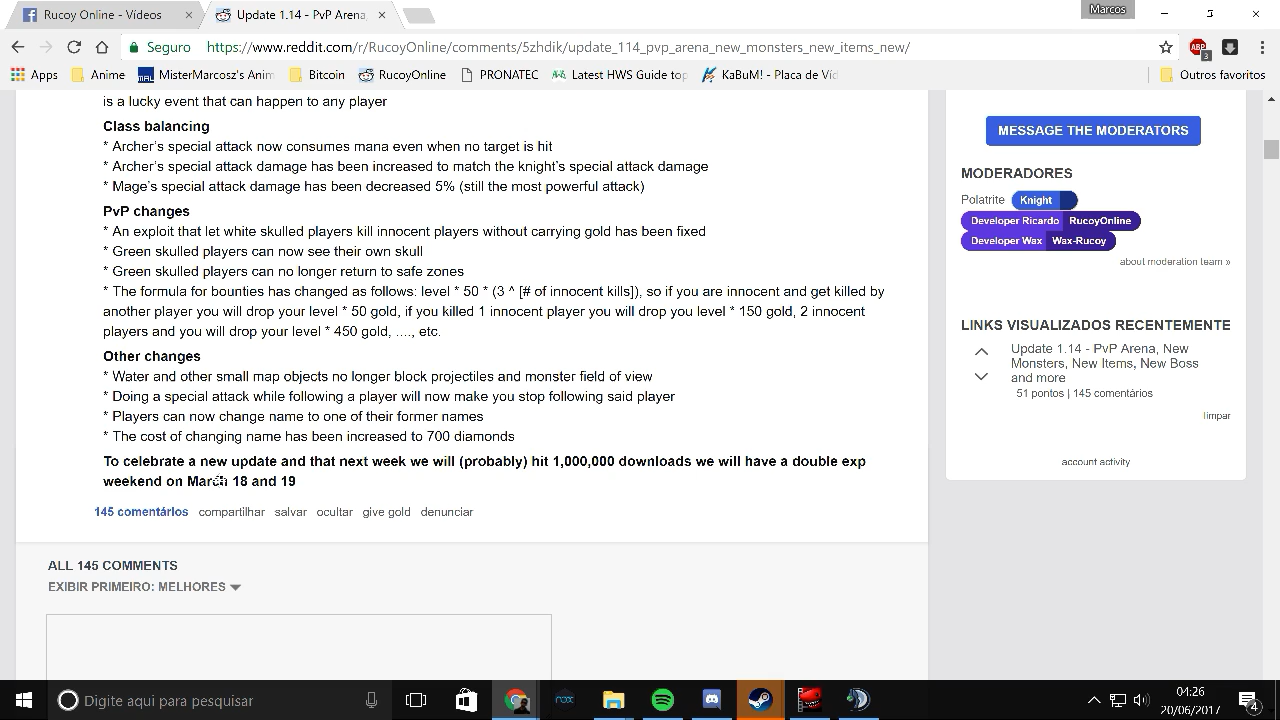 Rucoy Online - Vídeos
Update 1.14 - PvP Arena,
Marcos
Seguro
https://www.reddit.com/r/RucoyOnline/comments/5zhdik/update_114_pvp_arena_new_monsters_new_items_new/
ABP
3
Apps
Anime
MAL
MisterMarcosz's Anim
Bitcoin
RucoyOnline
PRONATEC
Latest HWS Guide top
KaBuM! - Placa de Víd
Outros favoritos
is a lucky event that can happen to any player
Class balancing
* Archer's special attack now consumes mana even when no target is hit
* Archer's special attack damage has been increased to match the knight's special attack damage
* Mage's special attack damage has been decreased 5% (still the most powerful attack)
PvP changes
* An exploit that let white skulled players kill innocent players without carrying gold has been fixed
* Green skulled players can now see their own skull
* Green skulled players can no longer return to safe zones
* The formula for bounties has changed as follows: level * 50 * (3 ^ [# of innocent kills]), so if you are innocent and get killed by
another player you will drop your level * 50 gold, if you killed 1 innocent player you will drop you level * 150 gold, 2 innocent
players and you will drop your level * 450 gold, ...., etc.
Other changes
* Water and other small map objects no longer block projectiles and monster field of view
* Doing a special attack while following a player will now make you stop following said player
* Players can now change name to one of their former names
* The cost of changing name has been increased to 700 diamonds
To celebrate a new update and that next week we will (probably) hit 1,000,000 downloads we will have a double exp
weekend on March 18 and 19
145 comentários compartilhar salvar ocultar give gold denunciar
ALL 145 COMMENTS
EXIBIR PRIMEIRO: MELHORES
MESSAGE THE MODERATORS
MODERADORES
Polatrite Knight
Developer Ricardo RucoyOnline
Developer Wax Wax-Rucoy
about moderation team »
LINKS VISUALIZADOS RECENTEMENTE
Update 1.14 - PvP Arena, New
Monsters, New Items, New Boss
and more
51 pontos | 145 comentários
limpar
account activity
Digite aqui para pesquisar
nox
04:26
20/06/2017
4